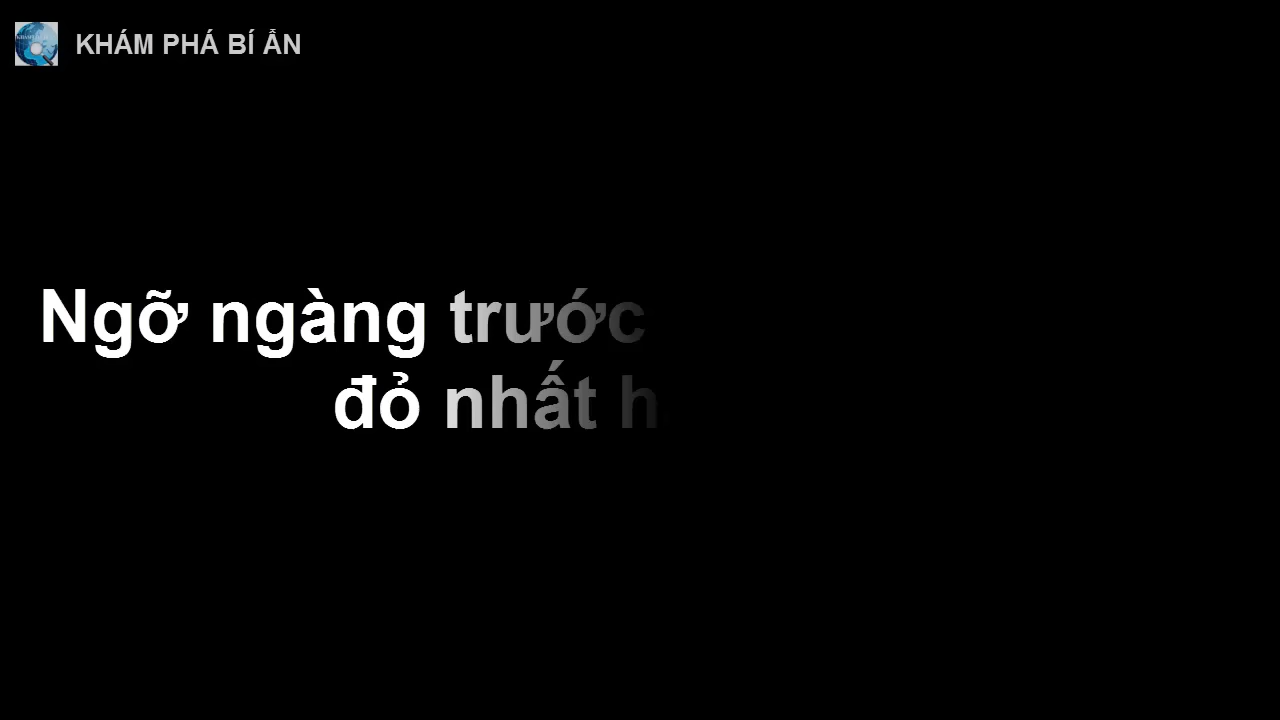 KHÁM PHÁ BÍ ẨN
Ngỡ ngàng trước
đỏ nhất